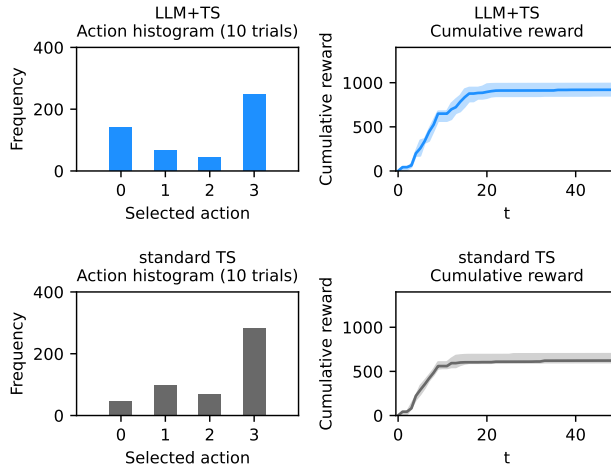 LLM+TS
Action histogram (10 trials)
Frequency
400
200
0
0 1 2 3
Selected action
LLM+TS
Cumulative reward
Cumulative reward
1000
500
0
0 20 40
t
standard TS
Action histogram (10 trials)
Frequency
400
200
0
0 1 2 3
Selected action
standard TS
Cumulative reward
Cumulative reward
1000
500
0
0 20 40
t